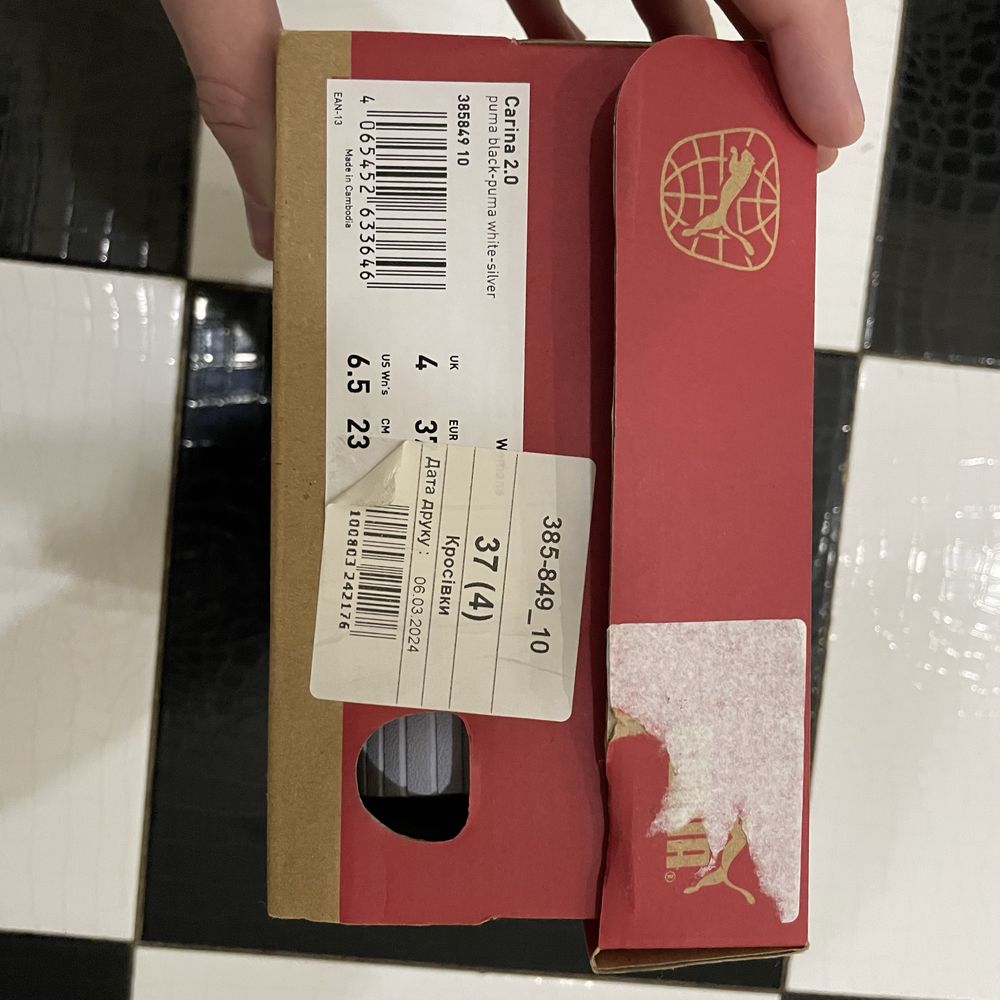 Carina 2.0
puma black-puma white-silver
385849 10
4 065452 633646
EAN-13
Made in Cambodia
UK
4
EUR
US Wn's
6.5
CM
23
385-849_10
37 (4)
Кросівки
Дата друку : 06.03.2024
100803 242176